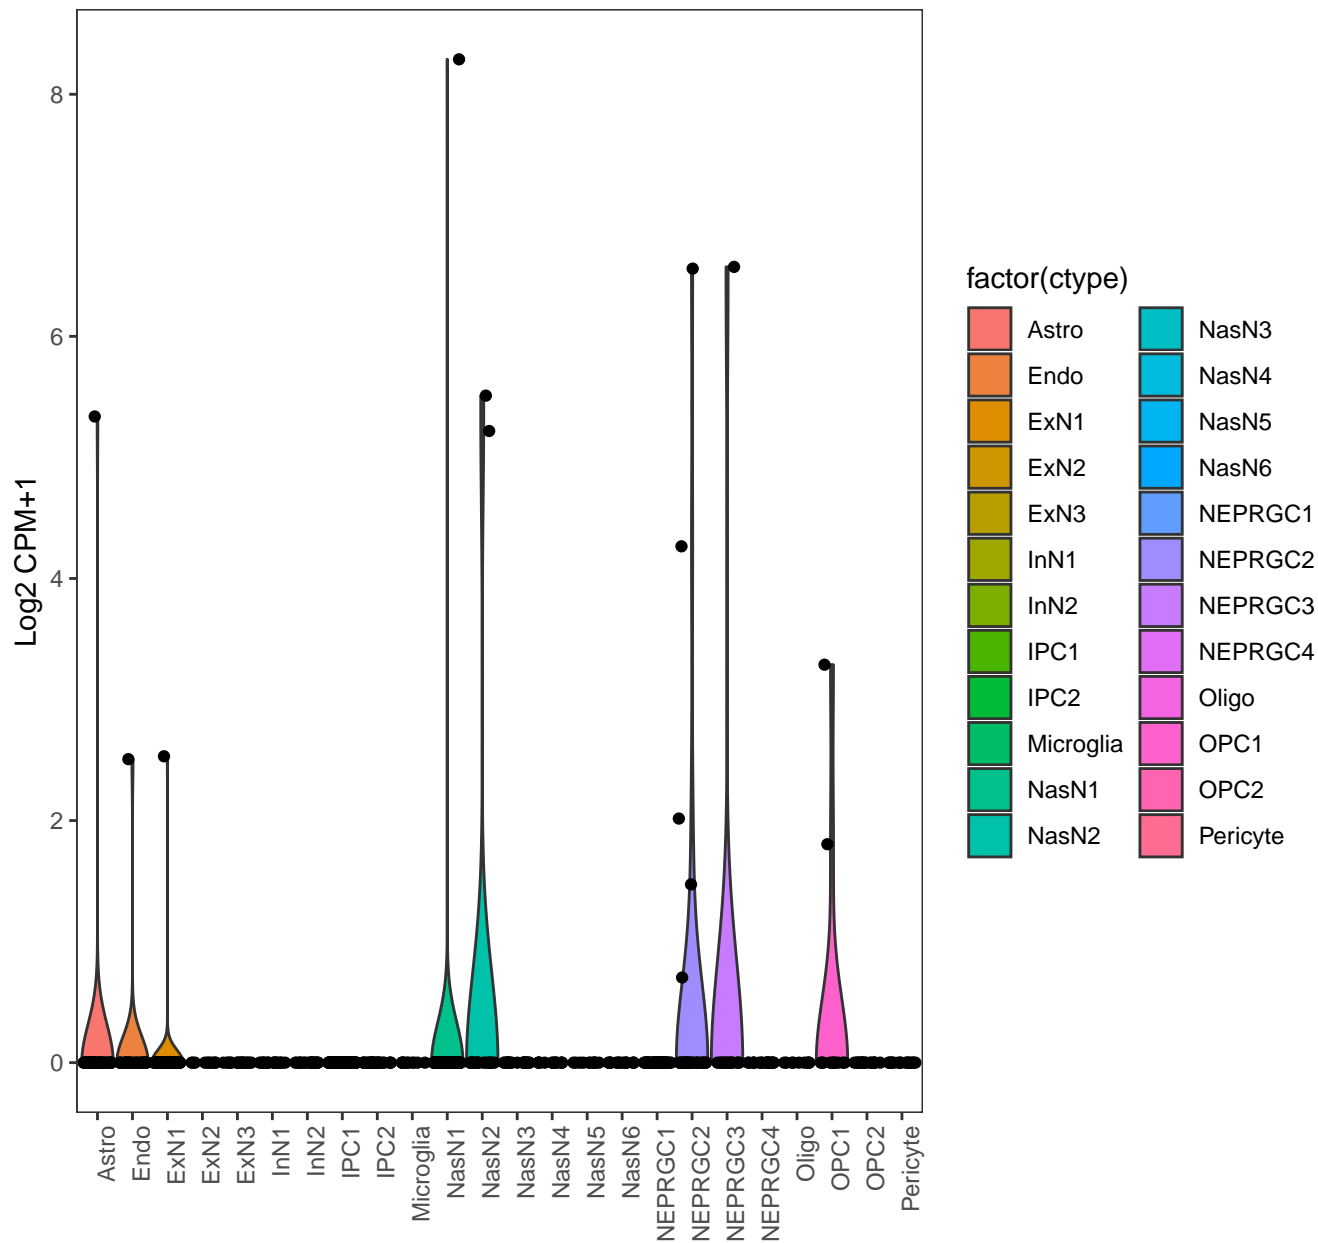 8
6
4
2
0
Log2 CPM+1
Astro
Endo
ExN1
ExN2
ExN3
InN1
InN2
IPC1
IPC2
Microglia
NasN1
NasN2
NasN3
NasN4
NasN5
NasN6
NEPRGC1
NEPRGC2
NEPRGC3
NEPRGC4
Oligo
OPC1
OPC2
Pericyte
factor(ctype)
Astro
Endo
ExN1
ExN2
ExN3
InN1
InN2
IPC1
IPC2
Microglia
NasN1
NasN2
NasN3
NasN4
NasN5
NasN6
NEPRGC1
NEPRGC2
NEPRGC3
NEPRGC4
Oligo
OPC1
OPC2
Pericyte